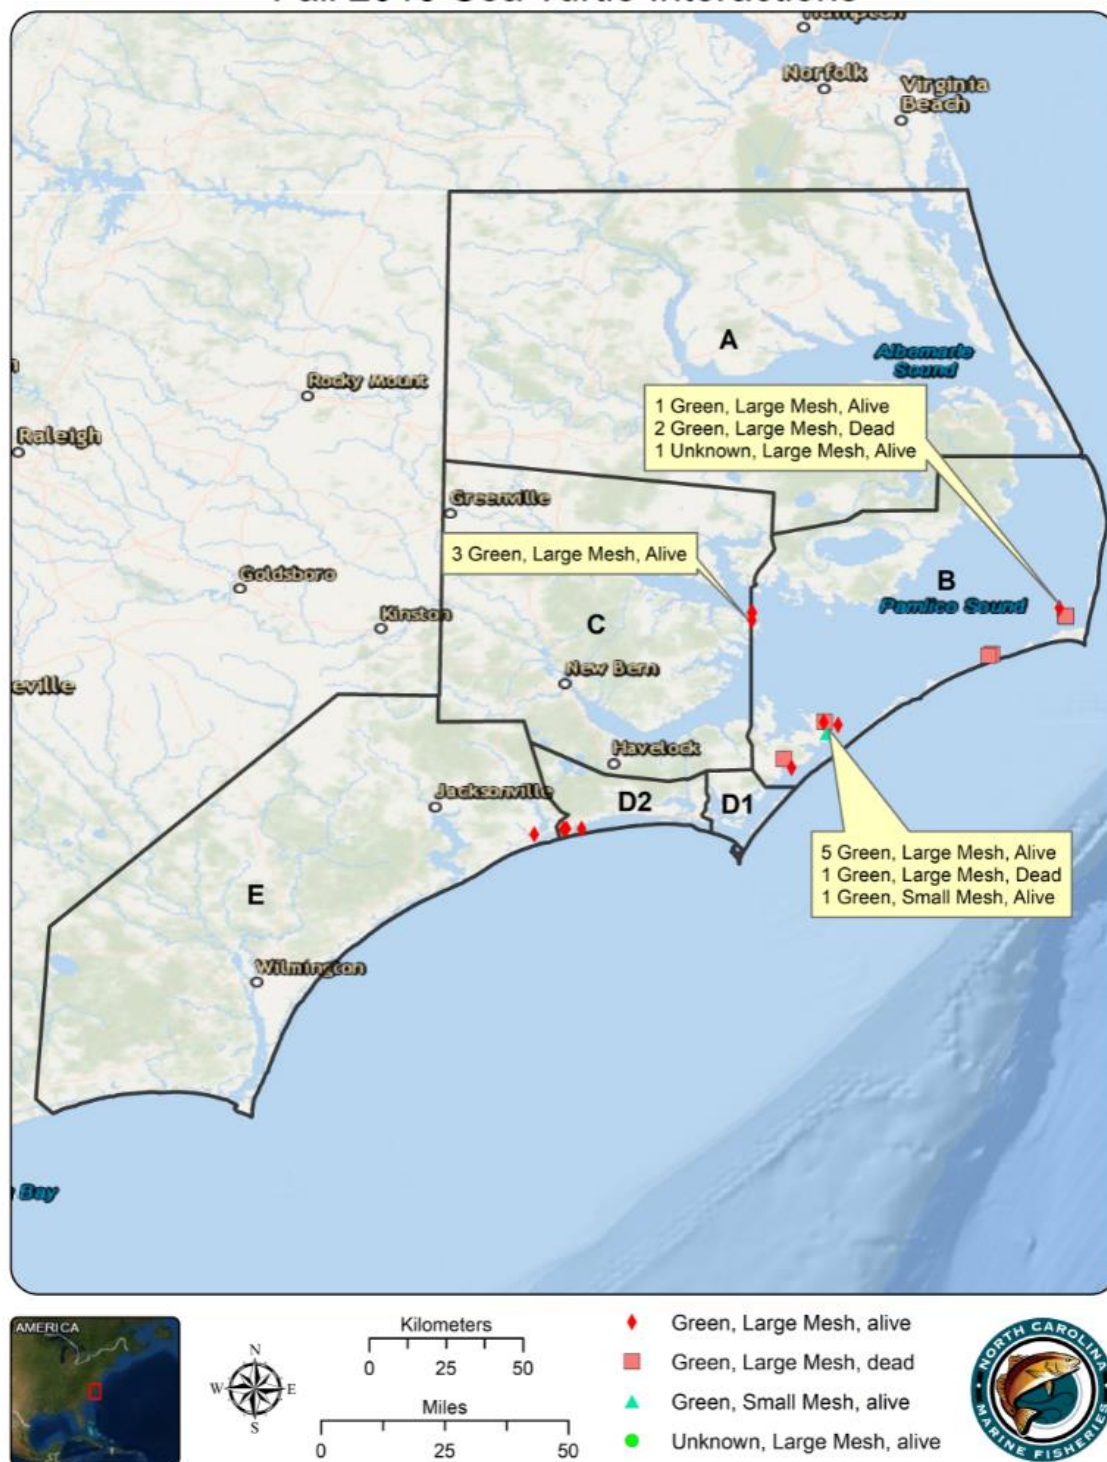 Hampton
Norfolk
Virginia
Beach
A
Albemarle
Sound
Rocky Mount
Raleigh
1 Green, Large Mesh, Alive
2 Green, Large Mesh, Dead
1 Unknown, Large Mesh, Alive
Greenville
3 Green, Large Mesh, Alive
Goldsboro
B
Pamlico Sound
Kinston
C
New Bern
eville
Havelock
Jacksonville
D2
D1
5 Green, Large Mesh, Alive
1 Green, Large Mesh, Dead
1 Green, Small Mesh, Alive
E
Wilmington
Bay
AMERICA
N
W
E
S
Kilometers
0 25 50
Miles
0 25 50
Green, Large Mesh, alive
Green, Large Mesh, dead
Green, Small Mesh, alive
Unknown, Large Mesh, alive
NORTH CAROLINA
MARINE FISHERIES